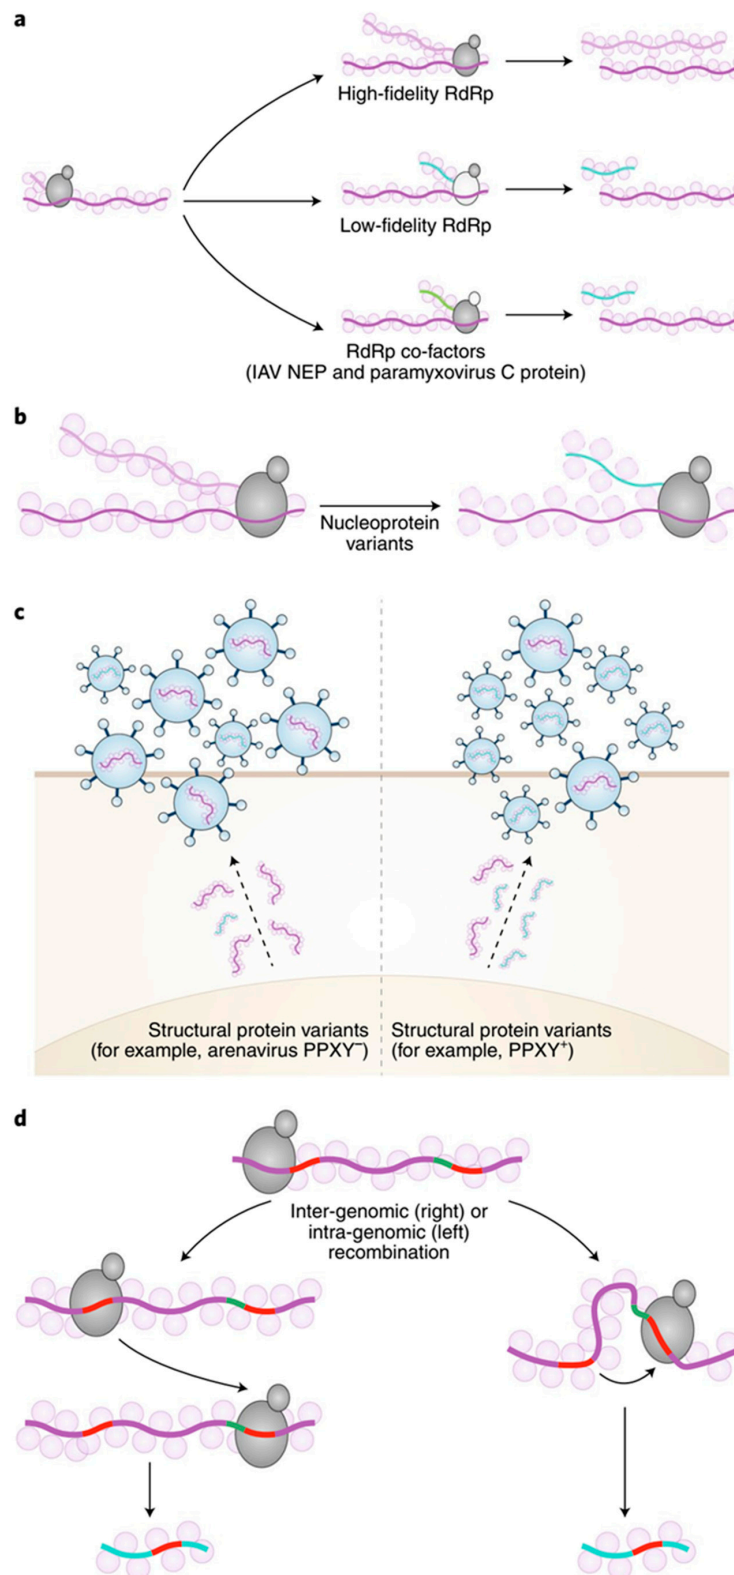 a
High-fidelity RdRp
Low-fidelity RdRp
RdRp co-factors
(IAV NEP and paramyxovirus C protein)
b
Nucleoprotein
variants
c
Structural protein variants
(for example, arenavirus PPXY⁻)
Structural protein variants
(for example, PPXY⁺)
d
Inter-genomic (right) or
intra-genomic (left)
recombination